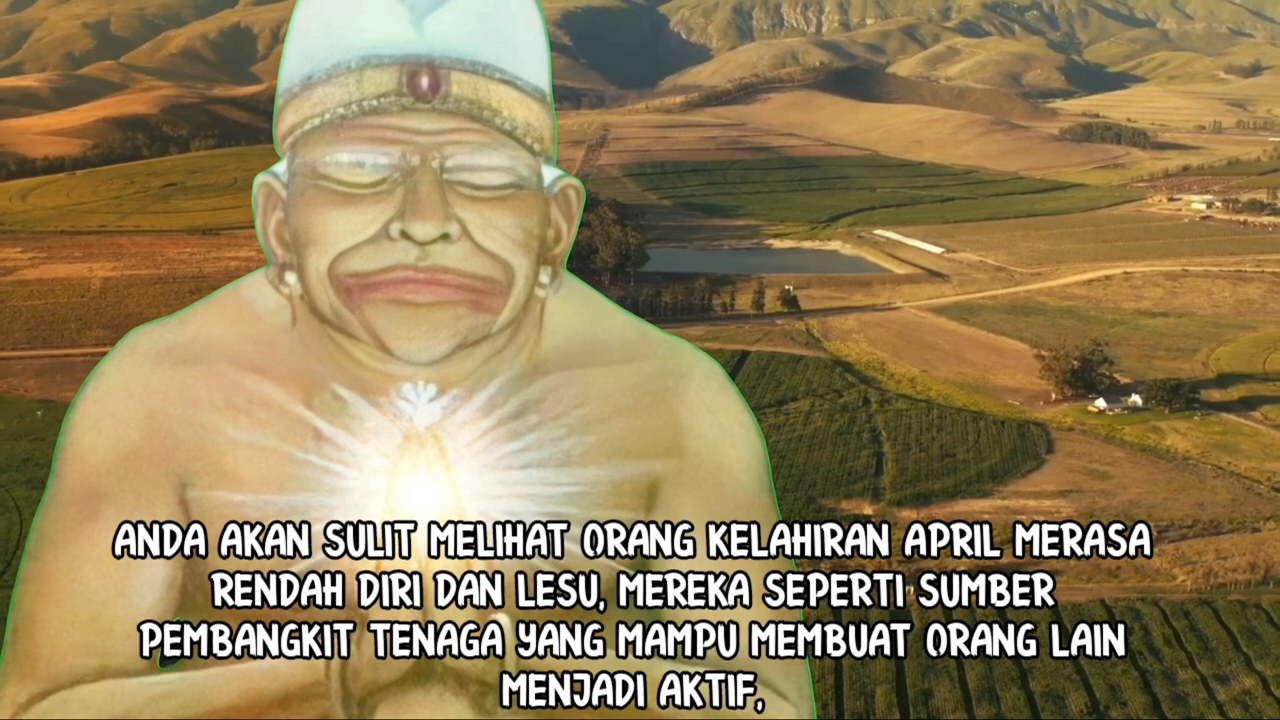 ANDA AKAN SULIT MELIHAT ORANG KELAHIRAN APRIL MERASA
RENDAH DIRI DAN LESU, MEREKA SEPERTI SUMBER
PEMBANGKIT TENAGA YANG MAMPU MEMBUAT ORANG LAIN
MENJADI AKTIF,